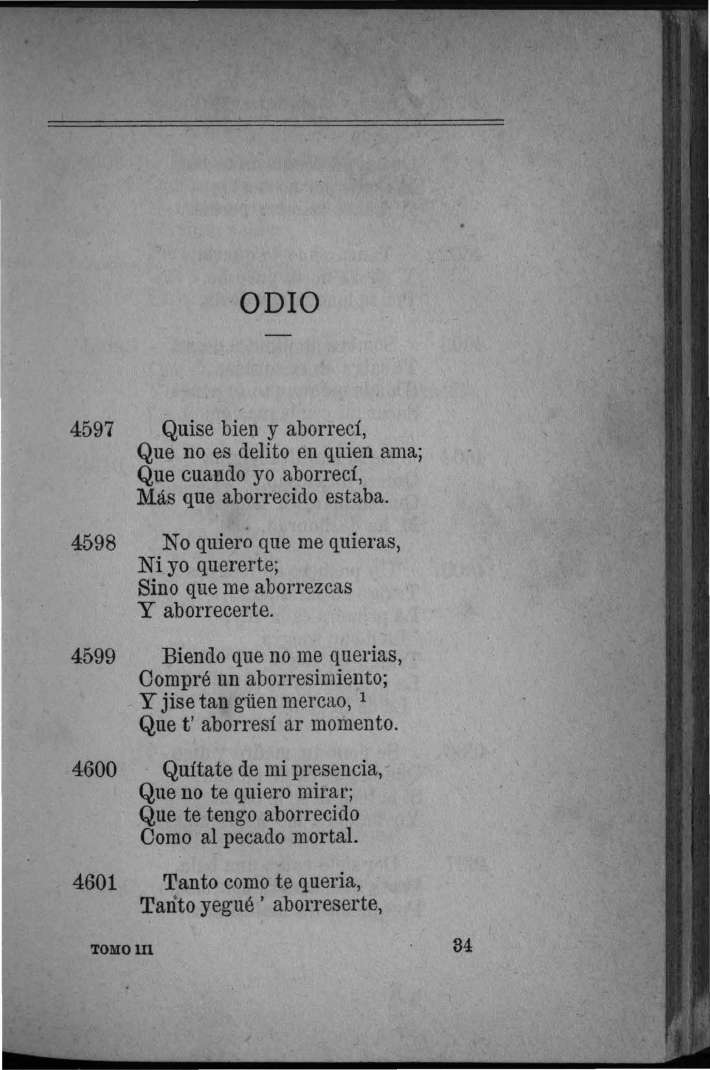 ODIO
4597 Quise bien y aborrecí,
Que no es delito en quien ama;
Que cuando yo aborrecí,
Más que aborrecido estaba.
4598 No quiero que me quieras,
Ni yo quererte;
Sino que me aborrezcas
Y aborrecerte.
4599 Biendo que no me querias,
Compré un aborresimiento;
Y jise tan güen mercao, ¹
Que t' aborresí ar momento.
4600 Quítate de mi presencia,
Que no te quiero mirar;
Que te tengo aborrecido
Como al pecado mortal.
4601 Tanto como te queria,
Tanto yegué ' aborreserte,
TOMO III 34